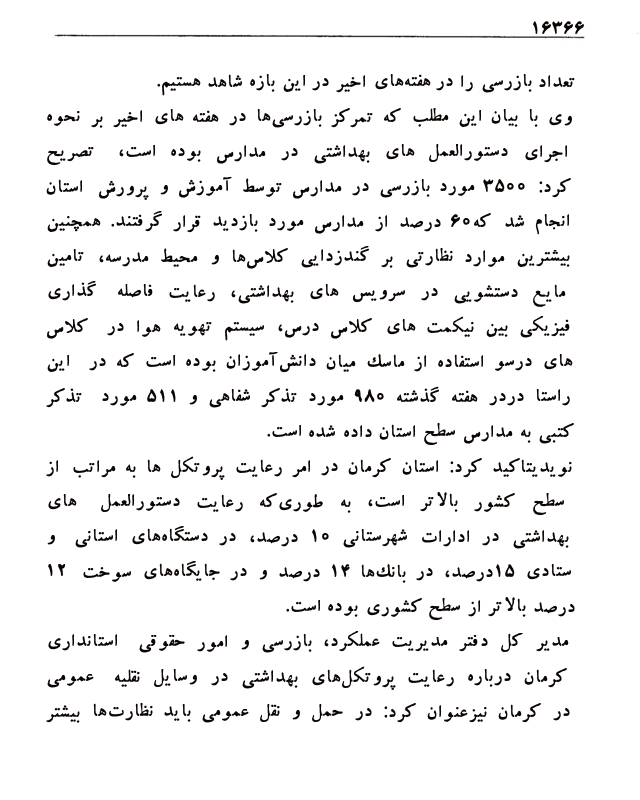 ۱۶۳۶۶
تعداد بازرسی را در هفته‌های اخیر در این بازه شاهد هستیم.
وی با بیان این مطلب که تمرکز بازرسی‌ها در هفته های اخیر بر نحوه
اجرای دستورالعمل های بهداشتی در مدارس بوده است، تصریح
کرد: ۳۵۰۰ مورد بازرسی در مدارس توسط آموزش و پرورش استان
انجام شد که۶۰ درصد از مدارس مورد بازدید قرار گرفتند. همچنین
بیشترین موارد نظارتی بر گندزدایی کلاس‌ها و محیط مدرسه، تامین
مایع دستشویی در سرویس های بهداشتی، رعایت فاصله گذاری
فیزیکی بین نیکمت های کلاس درس، سیستم تهویه هوا در کلاس
های درسو استفاده از ماسك میان دانش‌آموزان بوده است که در این
راستا دردر هفته گذشته ۹۸۰ مورد تذکر شفاهی و ۵۱۱ مورد تذکر
کتبی به مدارس سطح استان داده شده است.
نویدیتاکید کرد: استان کرمان در امر رعایت پروتکل ها به مراتب از
سطح کشور بالاتر است، به طوری‌که رعایت دستورالعمل های
بهداشتی در ادارات شهرستانی ۱۰ درصد، در دستگاه‌های استانی و
ستادی ۱۵درصد، در بانك‌ها ۱۴ درصد و در جایگاه‌های سوخت ۱۲
درصد بالاتر از سطح کشوری بوده است.
مدیر کل دفتر مدیریت عملکرد، بازرسی و امور حقوقی استانداری
کرمان درباره رعایت پروتکل‌های بهداشتی در وسایل نقلیه عمومی
در کرمان نیزعنوان کرد: در حمل و نقل عمومی باید نظارت‌ها بیشتر